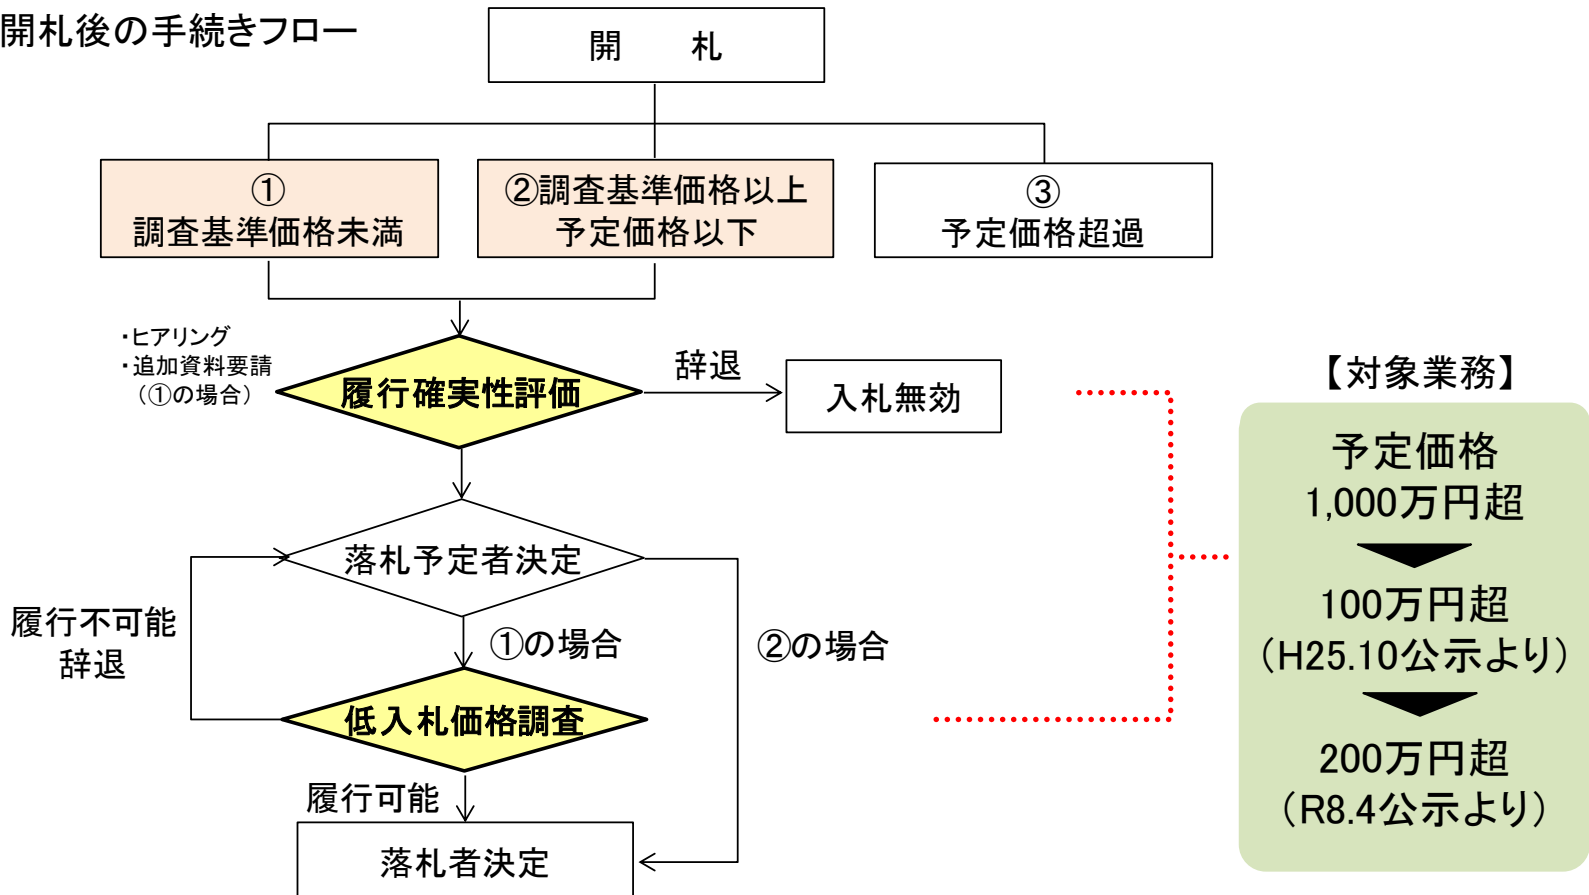 開札後の手続きフロー
開　　札
①
調査基準価格未満
②調査基準価格以上
予定価格以下
③
予定価格超過
・ヒアリング
・追加資料要請
（①の場合）
履行確実性評価
辞退
入札無効
落札予定者決定
履行不可能
辞退
①の場合
②の場合
低入札価格調査
履行可能
落札者決定
【対象業務】
予定価格
1,000万円超
100万円超
（H25.10公示より）
200万円超
（R8.4公示より）